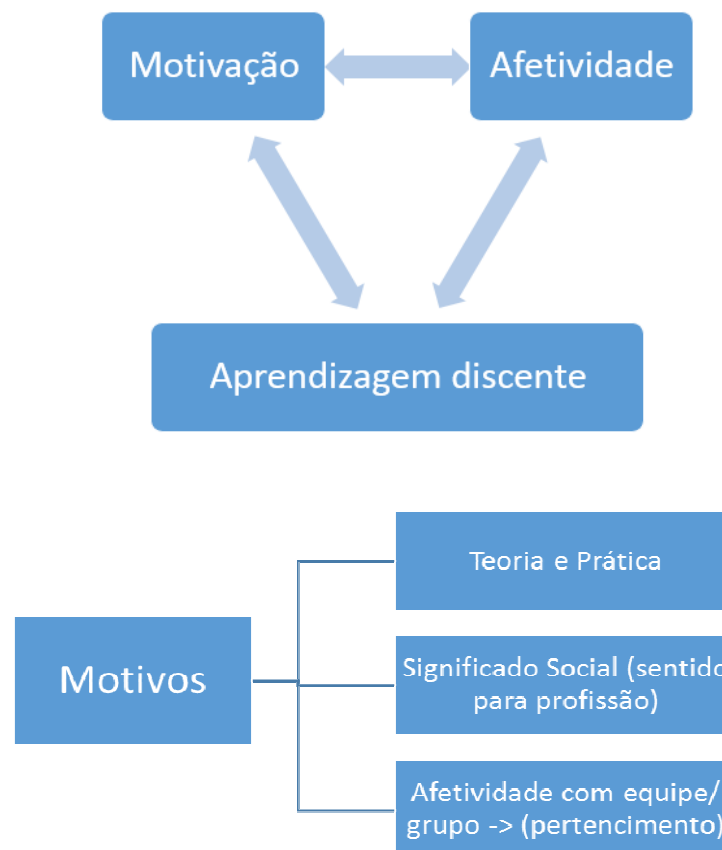 Motivação
Afetividade
Aprendizagem discente
Teoria e Prática
Motivos
Significado Social (sentido
para profissão)
Afetividade com equipe/
grupo -> (pertencimento)